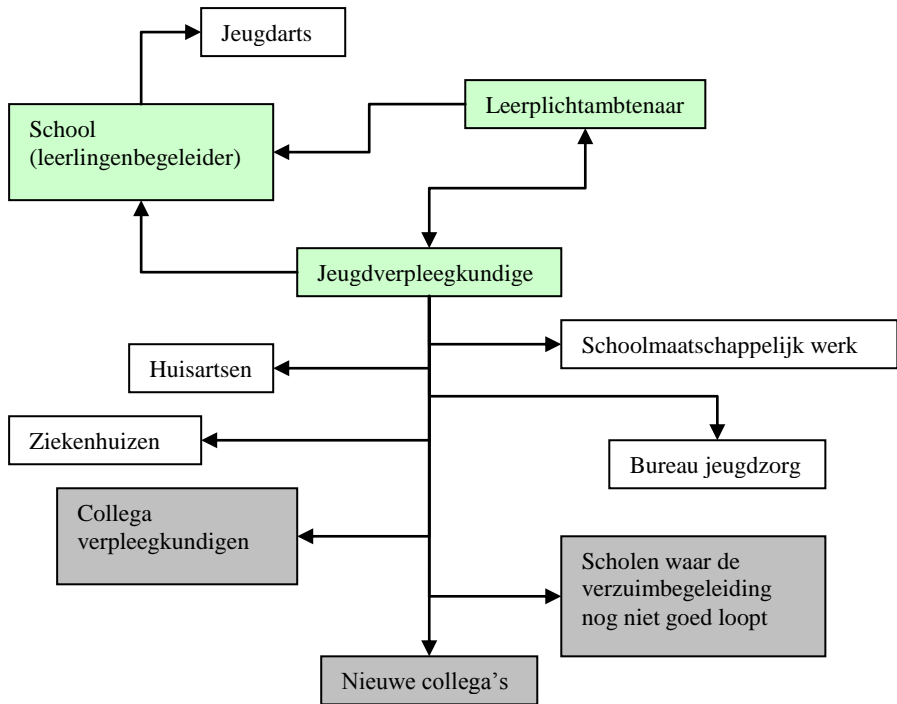 Jeugdarts
Leerplichtambtenaar
School
(leerlingenbegeleider)
Jeugdverpleegkundige
Schoolmaatschappelijk werk
Huisartsen
Ziekenhuizen
Bureau jeugdzorg
Collega
verpleegkundigen
Scholen waar de
verzuimbegeleiding
nog niet goed loopt
Nieuwe collega’s